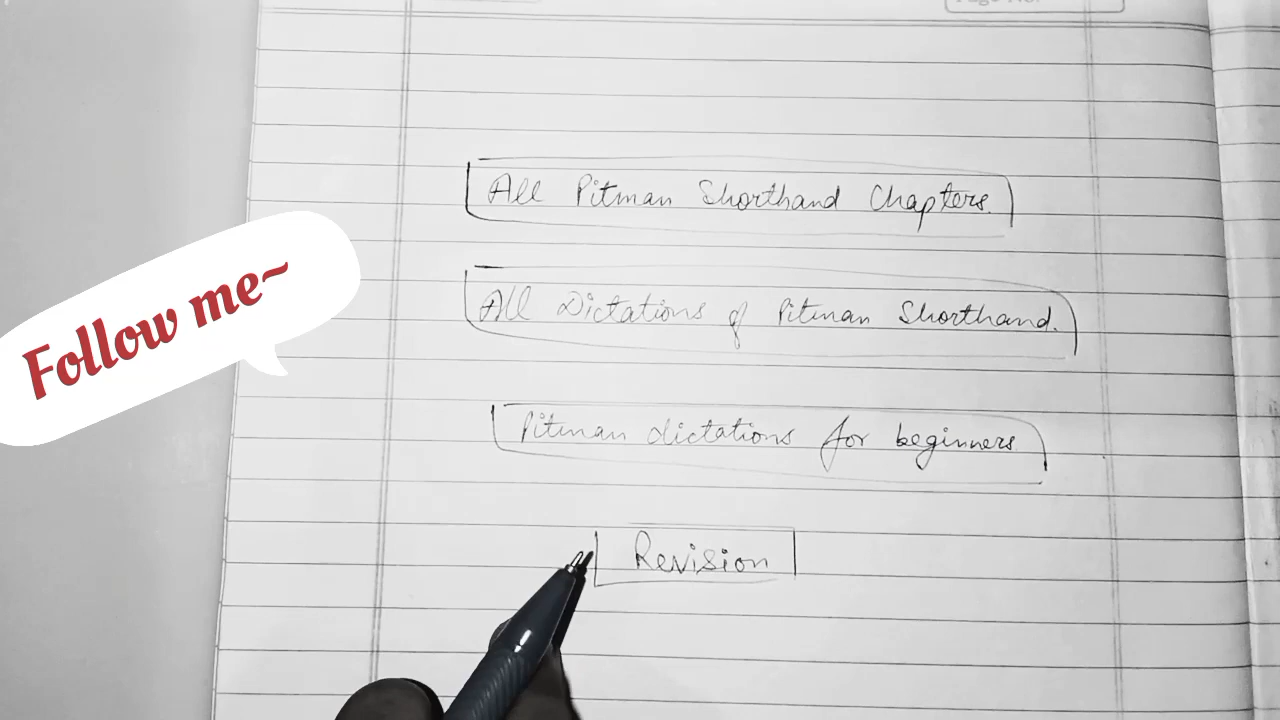 All Pitman Shorthand Chapters.
All Dictations of Pitman Shorthand.
Follow me~
Pitman dictations for beginners
Revision